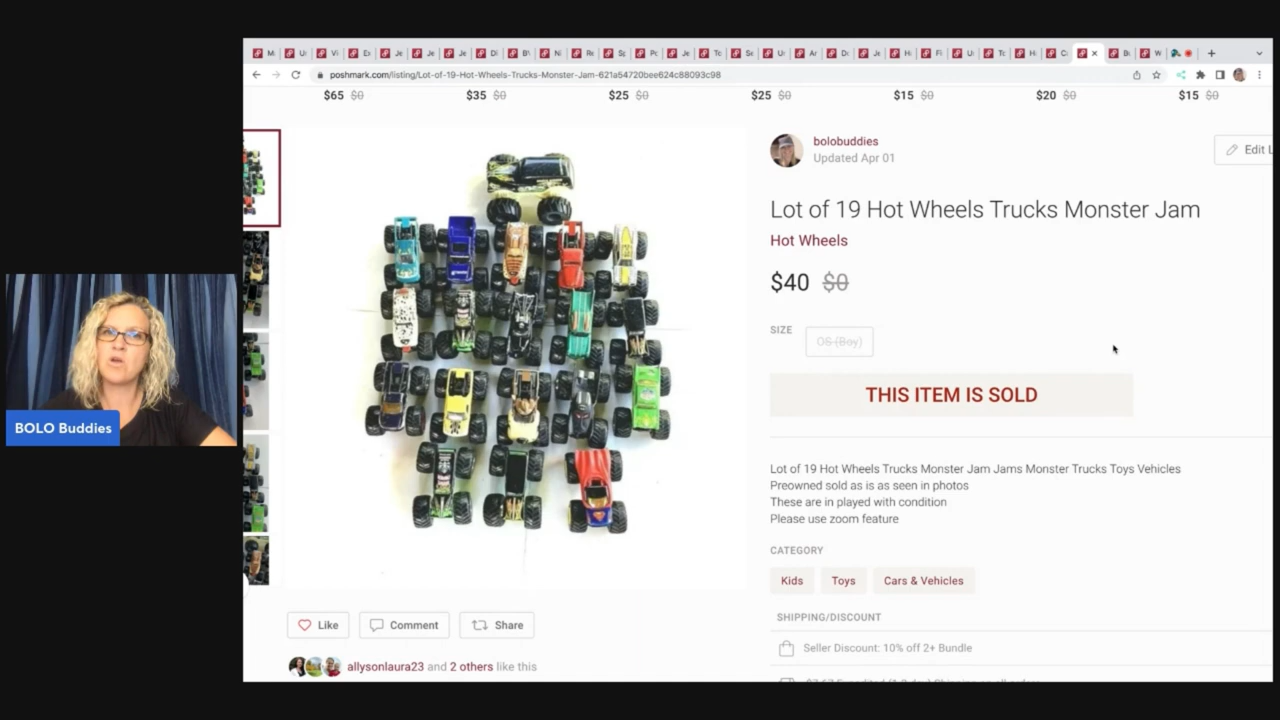 poshmark.com/listing/Lot-of-19-Hot-Wheels-Trucks-Monster-Jam-621a54720bee624c88093c98
$65 $0 $35 $0 $25 $0 $25 $0 $15 $0 $20 $0 $15 $0
bolobuddies
Updated Apr 01
Edit L
Lot of 19 Hot Wheels Trucks Monster Jam
Hot Wheels
$40 $0
SIZE
OS (Boy)
THIS ITEM IS SOLD
BOLO Buddies
Lot of 19 Hot Wheels Trucks Monster Jam Jams Monster Trucks Toys Vehicles
Preowned sold as is as seen in photos
These are in played with condition
Please use zoom feature
CATEGORY
Kids Toys Cars & Vehicles
SHIPPING/DISCOUNT
Like Comment Share
Seller Discount: 10% off 2+ Bundle
allysonlaura23 and 2 others like this